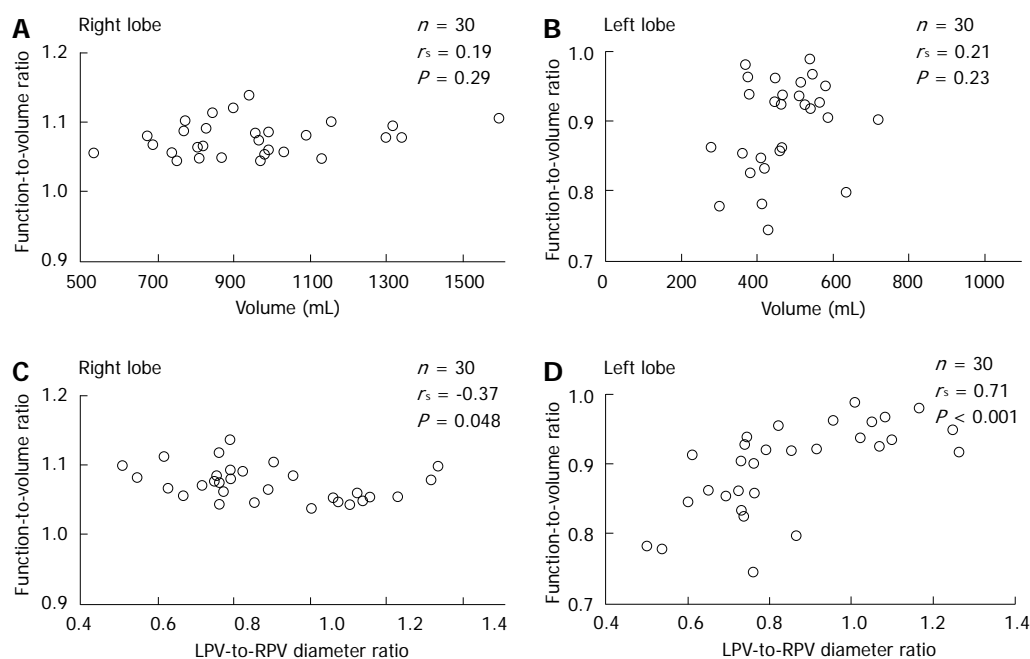 A
Right lobe
n = 30
rs = 0.19
P = 0.29
Function-to-volume ratio
1.2
1.1
1.0
0.9
500 700 900 1100 1300 1500
Volume (mL)
B
Left lobe
n = 30
rs = 0.21
P = 0.23
Function-to-volume ratio
1.0
0.9
0.8
0.7
0 200 400 600 800 1000
Volume (mL)
C
Right lobe
n = 30
rs = -0.37
P = 0.048
Function-to-volume ratio
1.2
1.1
1.0
0.9
0.4 0.6 0.8 1.0 1.2 1.4
LPV-to-RPV diameter ratio
D
Left lobe
n = 30
rs = 0.71
P < 0.001
Function-to-volume ratio
1.0
0.9
0.8
0.7
0.4 0.6 0.8 1.0 1.2 1.4
LPV-to-RPV diameter ratio